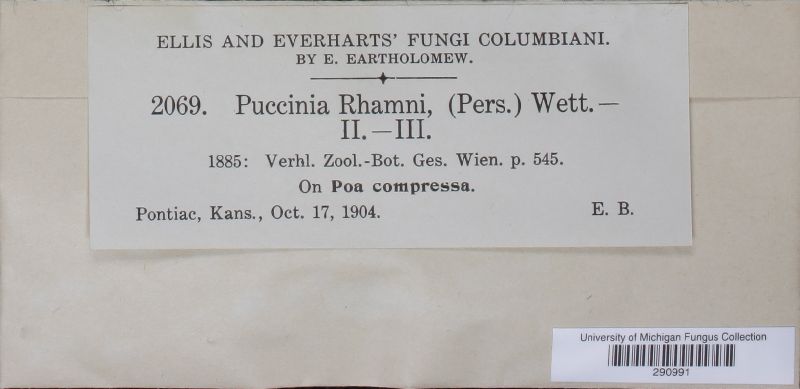 ELLIS AND EVERHARTS' FUNGI COLUMBIANI.
BY E. EARTHOLOMEW.
2069. Puccinia Rhamni, (Pers.) Wett.—
II.—III.
1885: Verhl. Zool.-Bot. Ges. Wien. p. 545.
On Poa compressa.
Pontiac, Kans., Oct. 17, 1904. E. B.
University of Michigan Fungus Collection
290991